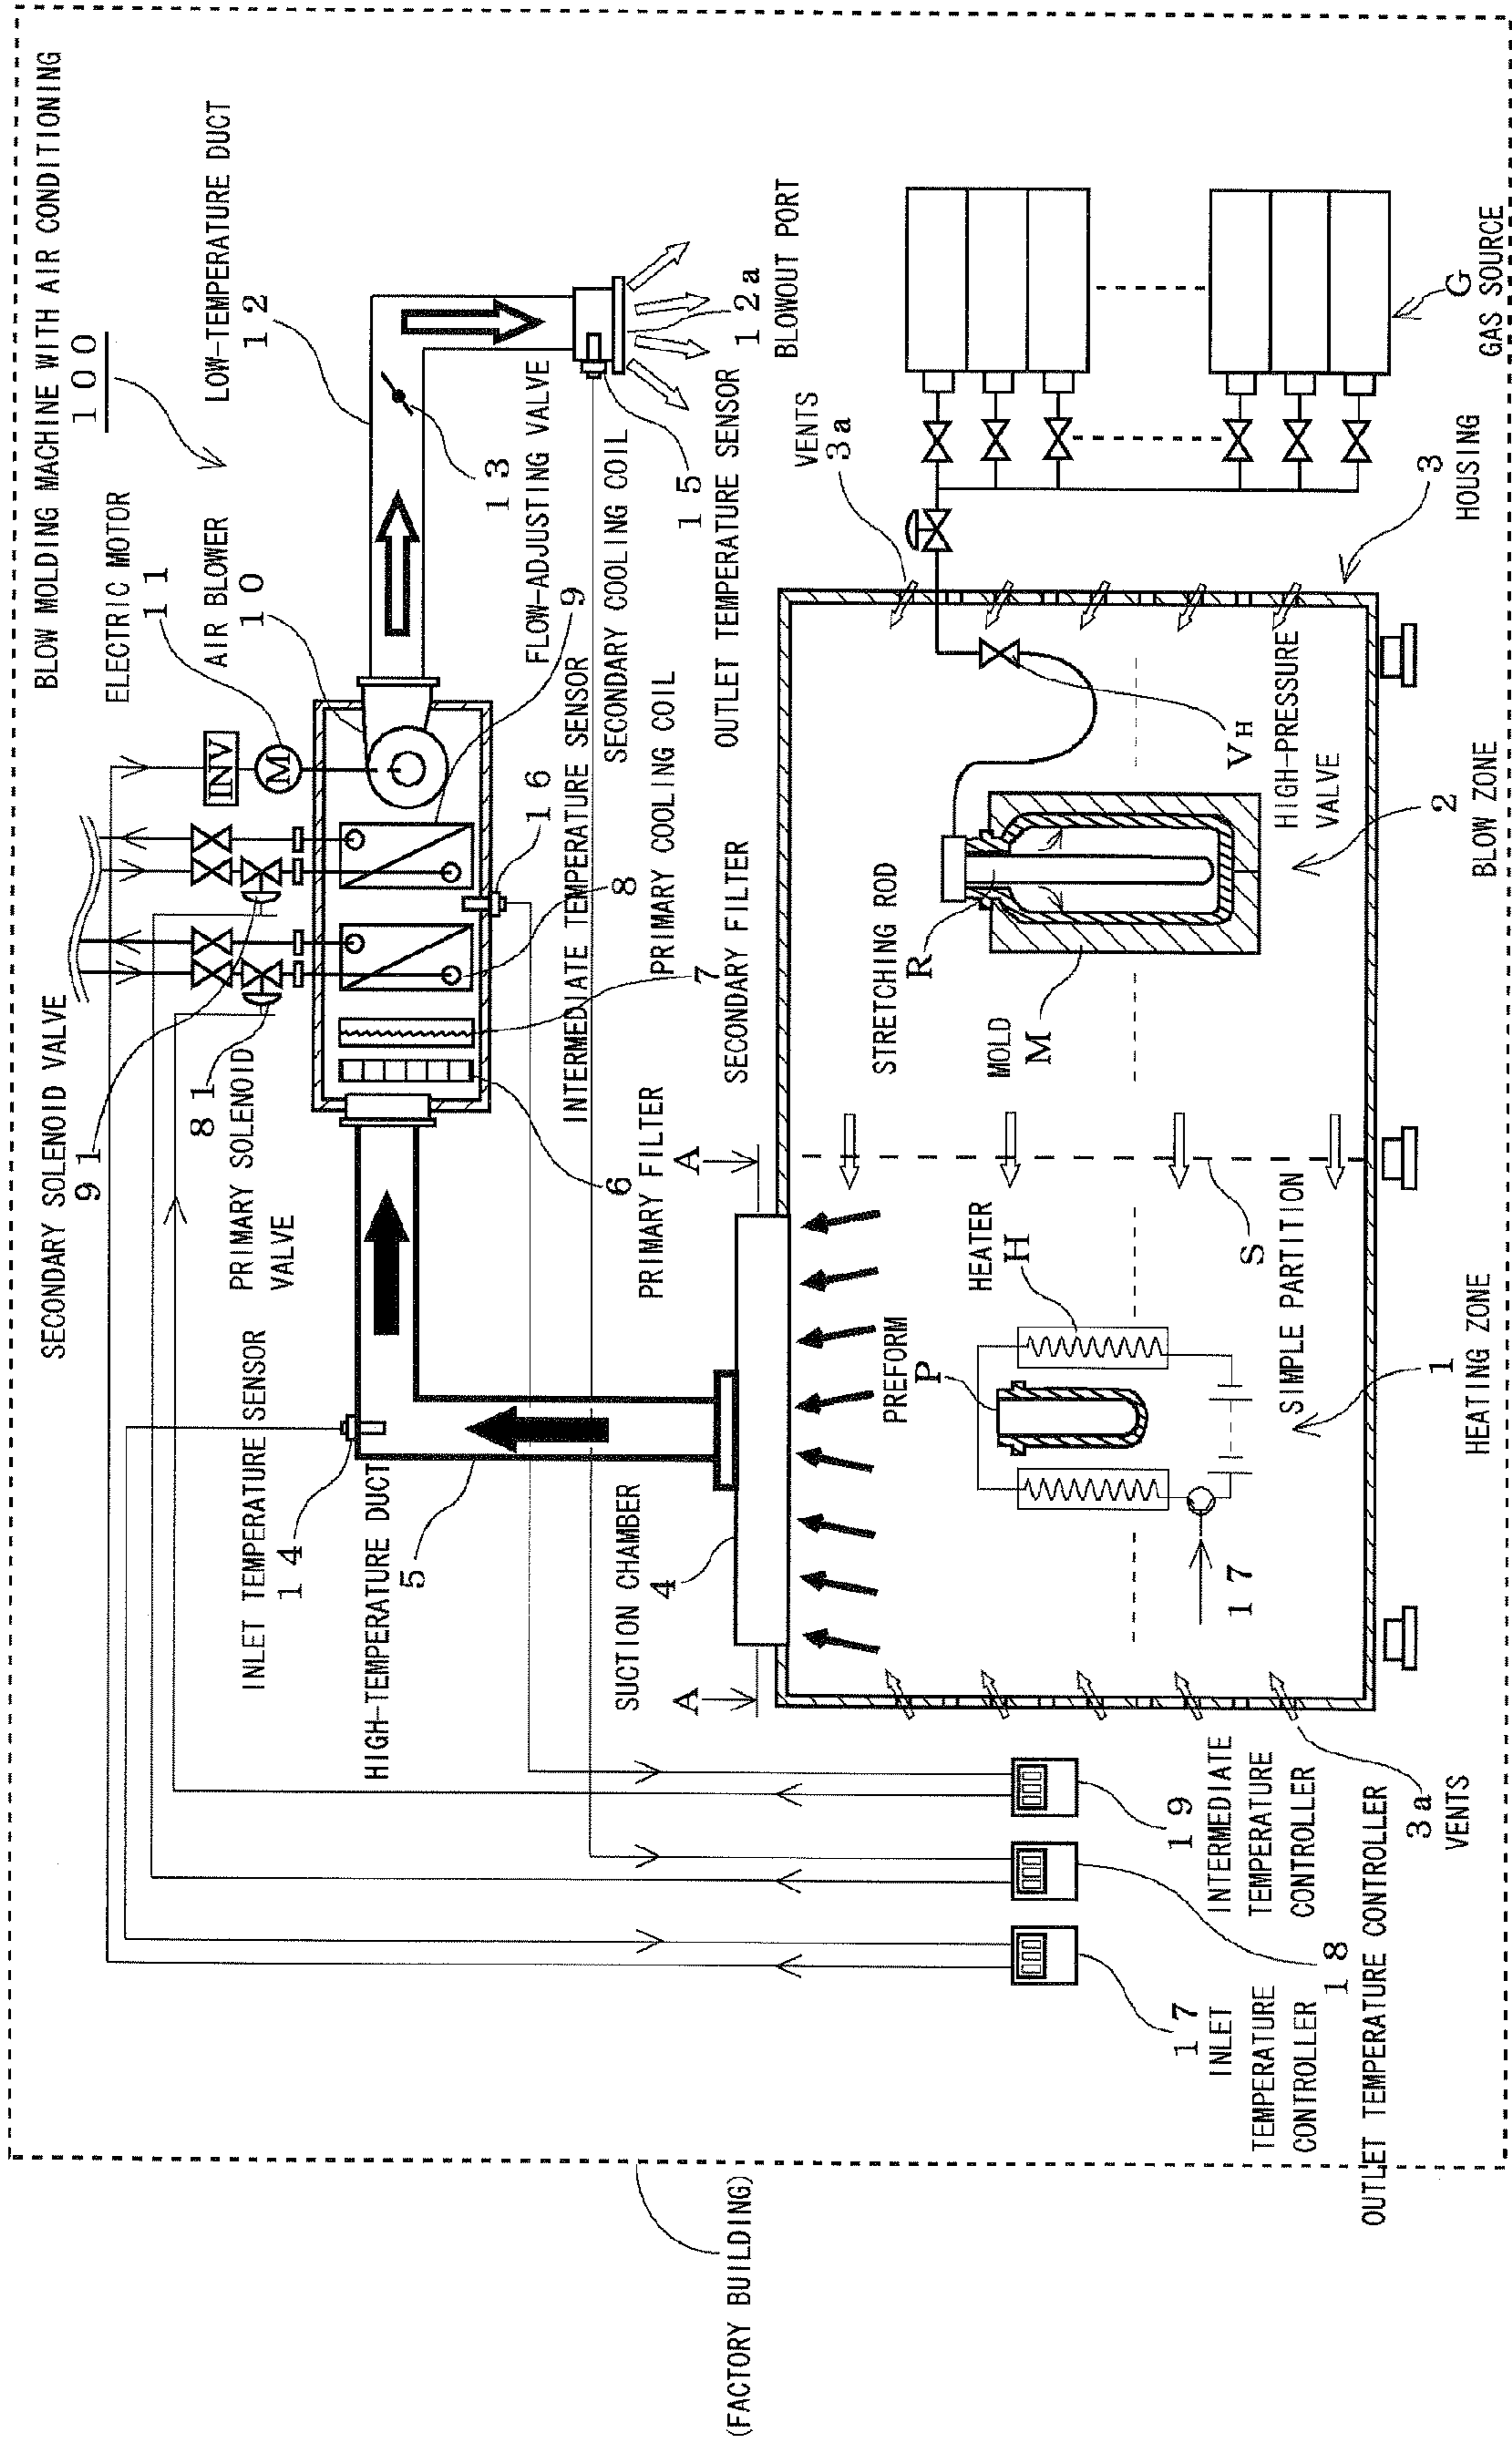 BLOW MOLDING MACHINE WITH AIR CONDITIONING
100
SECONDARY SOLENOID VALVE
91
ELECTRIC MOTOR
11
81
PRIMARY SOLENOID
VALVE
AIR BLOWER
10
LOW-TEMPERATURE DUCT
12
INV
M
INLET TEMPERATURE SENSOR
14
HIGH-TEMPERATURE DUCT
5
13
FLOW-ADJUSTING VALVE
9
SECONDARY COOLING COIL
16
INTERMEDIATE TEMPERATURE SENSOR
8
PRIMARY COOLING COIL
15
OUTLET TEMPERATURE SENSOR
12a
BLOWOUT PORT
6
PRIMARY FILTER
7
SECONDARY FILTER
SUCTION CHAMBER
4
A
A
(FACTORY BUILDING)
VENTS
3a
STRETCHING ROD
R
PREFORM
P
HEATER
H
MOLD
M
17
VH
HIGH-PRESSURE
VALVE
S
SIMPLE PARTITION
G
GAS SOURCE
1
HEATING ZONE
2
BLOW ZONE
3
HOUSING
17
INLET
TEMPERATURE
CONTROLLER
18
OUTLET TEMPERATURE CONTROLLER
19
INTERMEDIATE
TEMPERATURE
CONTROLLER
3a
VENTS